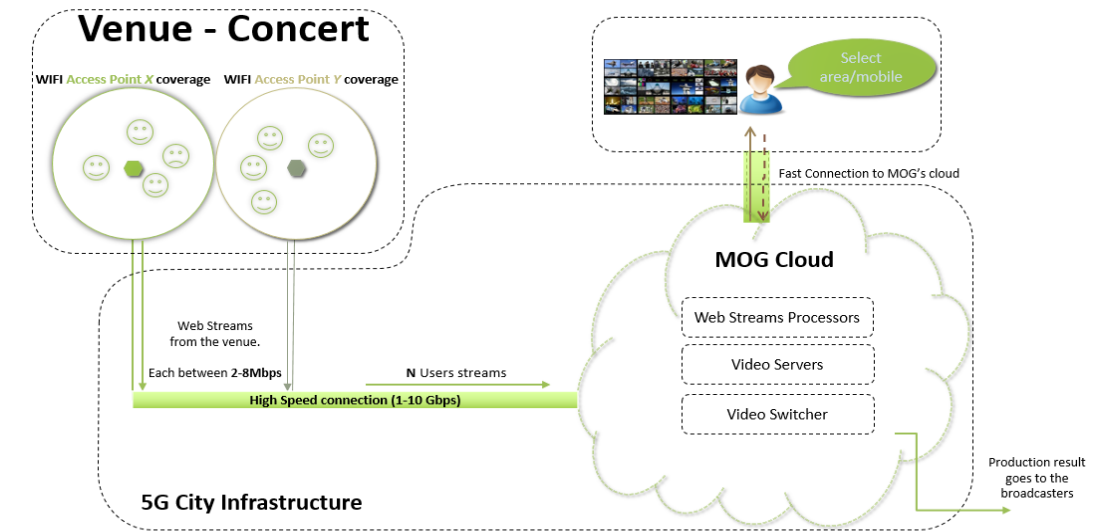 Venue - Concert
WIFI Access Point X coverage
WIFI Access Point Y coverage
Select
area/mobile
Fast Connection to MOG's cloud
MOG Cloud
Web Streams Processors
Video Servers
Video Switcher
Web Streams
from the venue.
Each between 2-8Mbps
N Users streams
High Speed connection (1-10 Gbps)
Production result
goes to the
broadcasters
5G City Infrastructure